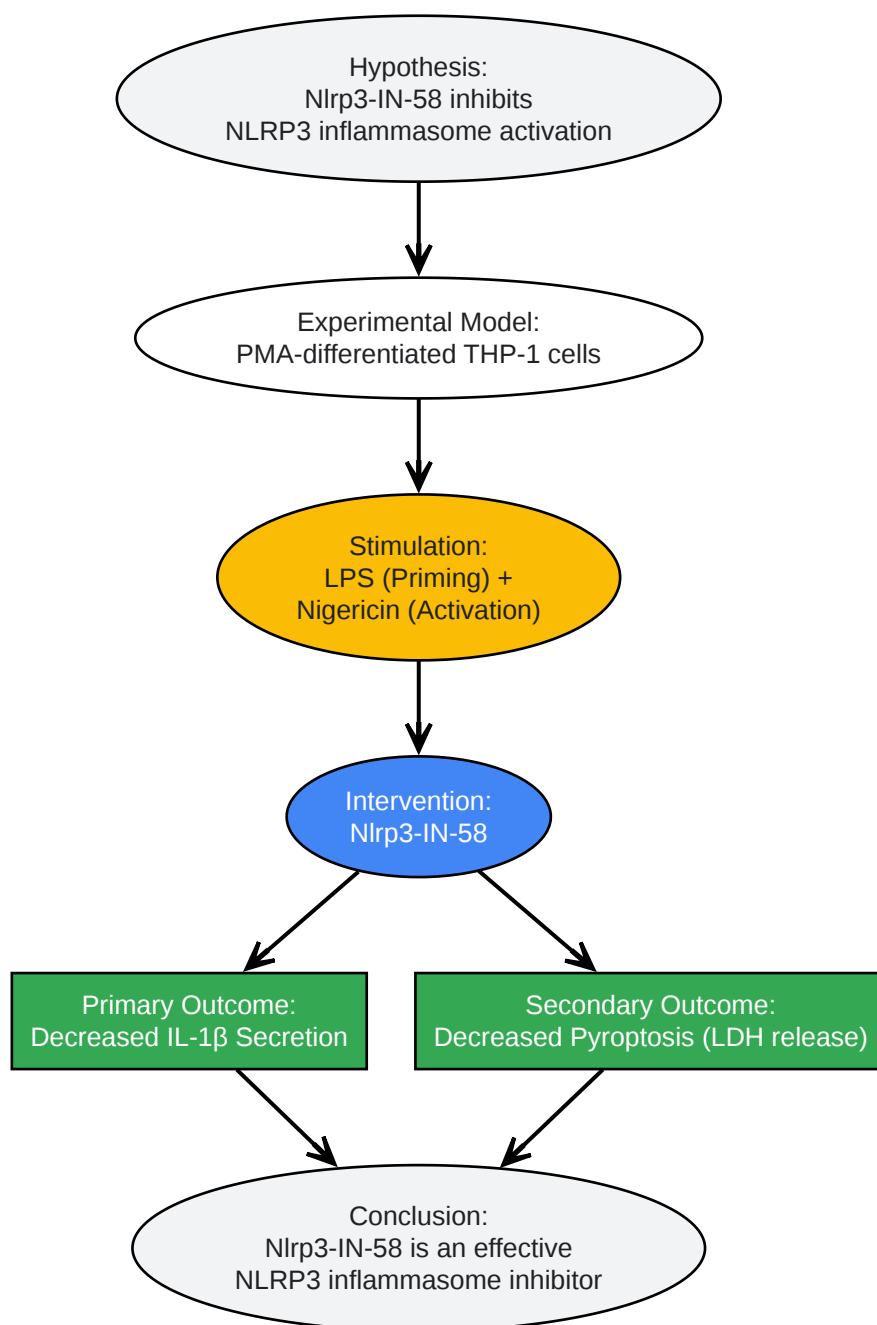 Hypothesis:
Nlrp3-IN-58 inhibits
NLRP3 inflammasome activation
Experimental Model:
PMA-differentiated THP-1 cells
Stimulation:
LPS (Priming) +
Nigericin (Activation)
Intervention:
Nlrp3-IN-58
Primary Outcome:
Decreased IL-1β Secretion
Secondary Outcome:
Decreased Pyroptosis (LDH release)
Conclusion:
Nlrp3-IN-58 is an effective
NLRP3 inflammasome inhibitor